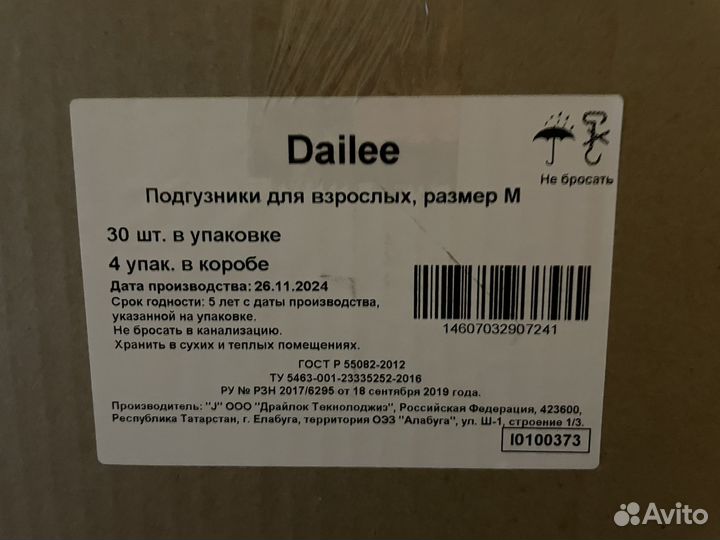 Dailee
Не бросать
Подгузники для взрослых, размер M
30 шт. в упаковке
4 упак. в коробе
Дата производства: 26.11.2024
Срок годности: 5 лет с даты производства,
указанной на упаковке.
Не бросать в канализацию.
Хранить в сухих и теплых помещениях.
14607032907241
ГОСТ Р 55082-2012
ТУ 5463-001-23335252-2016
РУ № РЗН 2017/6295 от 18 сентября 2019 года.
Производитель: "J" ООО "Драйлок Текнолоджиз", Российская Федерация, 423600,
Республика Татарстан, г. Елабуга, территория ОЭЗ "Алабуга", ул. Ш-1, строение 1/3.
I0100373
Avito